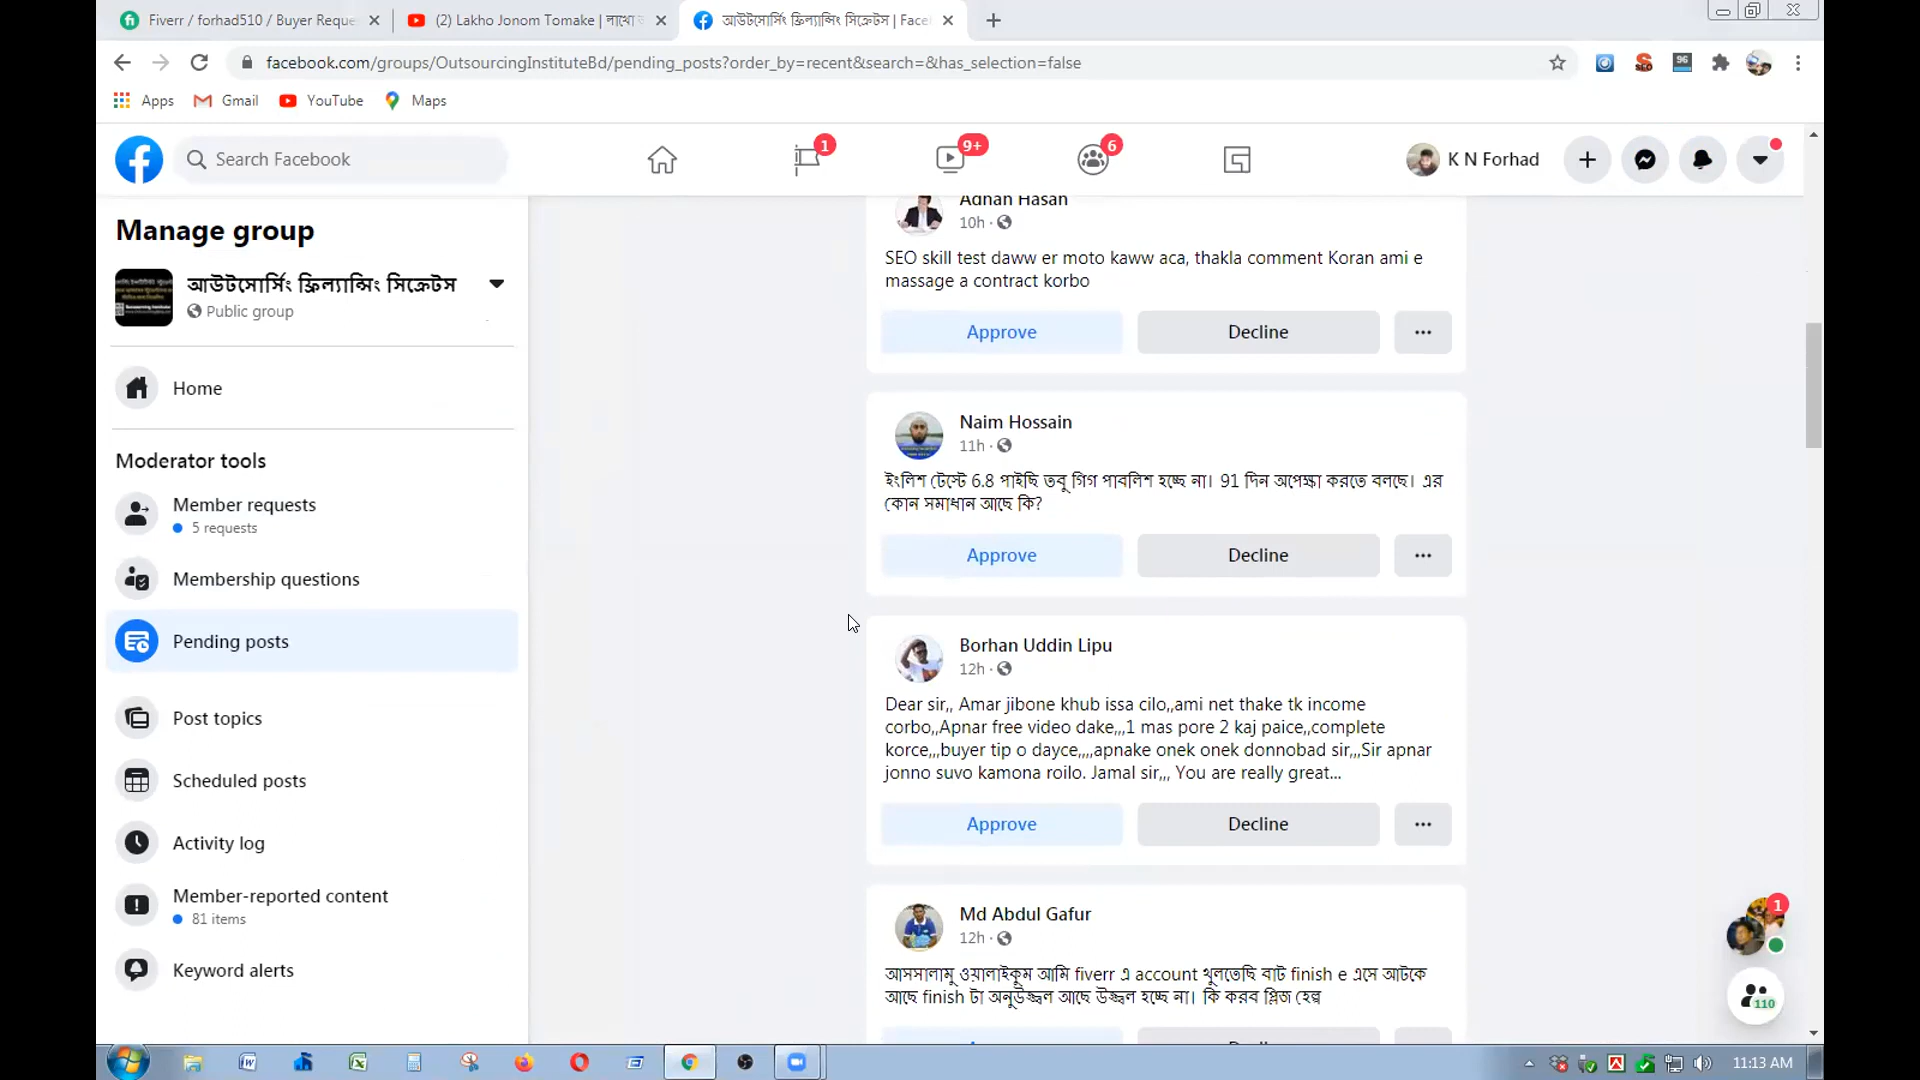 Fiverr / forhad510 / Buyer Reque
(2) Lakho Jonom Tomake | লাখো
আউটসোর্সিং ফ্রিল্যান্সিং সিক্রেটস | Face
facebook.com/groups/OutsourcingInstituteBd/pending_posts?order_by=recent&search=&has_selection=false
96
Apps
Gmail
YouTube
Maps
Search Facebook
1
9+
6
K N Forhad
Manage group
আউটসোর্সিং ফ্রিল্যান্সিং সিক্রেটস
Public group
Home
Moderator tools
Member requests
5 requests
Membership questions
Pending posts
Post topics
Scheduled posts
Activity log
Member-reported content
81 items
Keyword alerts
Adnan Hasan
10h ·
SEO skill test daww er moto kaww aca, thakla comment Koran ami e
massage a contract korbo
Approve
Decline
Naim Hossain
11h ·
ইংলিশ টেস্টে 6.8 পাইছি তবু গিগ পাবলিশ হচ্ছে না। 91 দিন অপেক্ষা করতে বলছে। এর
কোন সমাধান আছে কি?
Approve
Decline
Borhan Uddin Lipu
12h ·
Dear sir,, Amar jibone khub issa cilo,,ami net thake tk income
corbo,,Apnar free video dake,,,1 mas pore 2 kaj paice,,complete
korce,,,buyer tip o dayce,,,,apnake onek onek donnobad sir,,,Sir apnar
jonno suvo kamona roilo. Jamal sir,,, You are really great...
Approve
Decline
Md Abdul Gafur
12h ·
আসসালামু ওয়ালাইকুম আমি fiverr এ account খুলতেছি বাট finish e এসে আটকে
আছে finish টা অনুউজ্জ্বল আছে উজ্জ্বল হচ্ছে না। কি করব প্লিজ হেল্প
1
110
11:13 AM